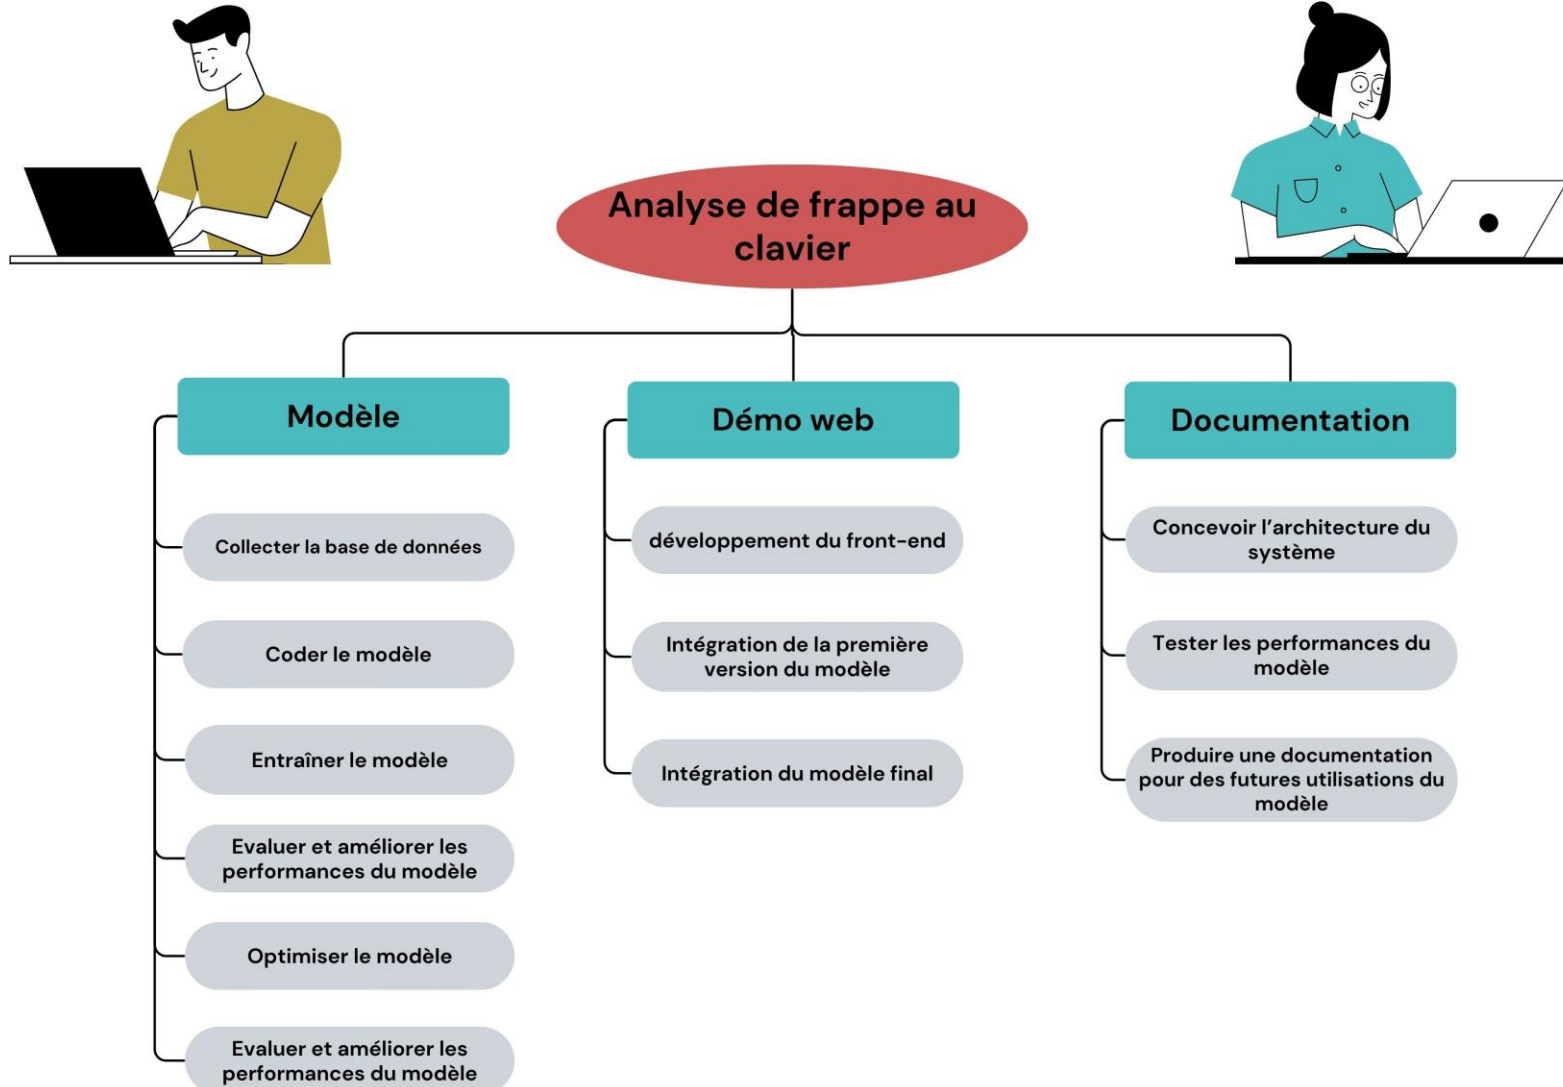 Analyse de frappe au
clavier
Modèle
Collecter la base de données
Coder le modèle
Entraîner le modèle
Evaluer et améliorer les
performances du modèle
Optimiser le modèle
Evaluer et améliorer les
performances du modèle
Démo web
développement du front-end
Intégration de la première
version du modèle
Intégration du modèle final
Documentation
Concevoir l’architecture du
système
Tester les performances du
modèle
Produire une documentation
pour des futures utilisations du
modèle